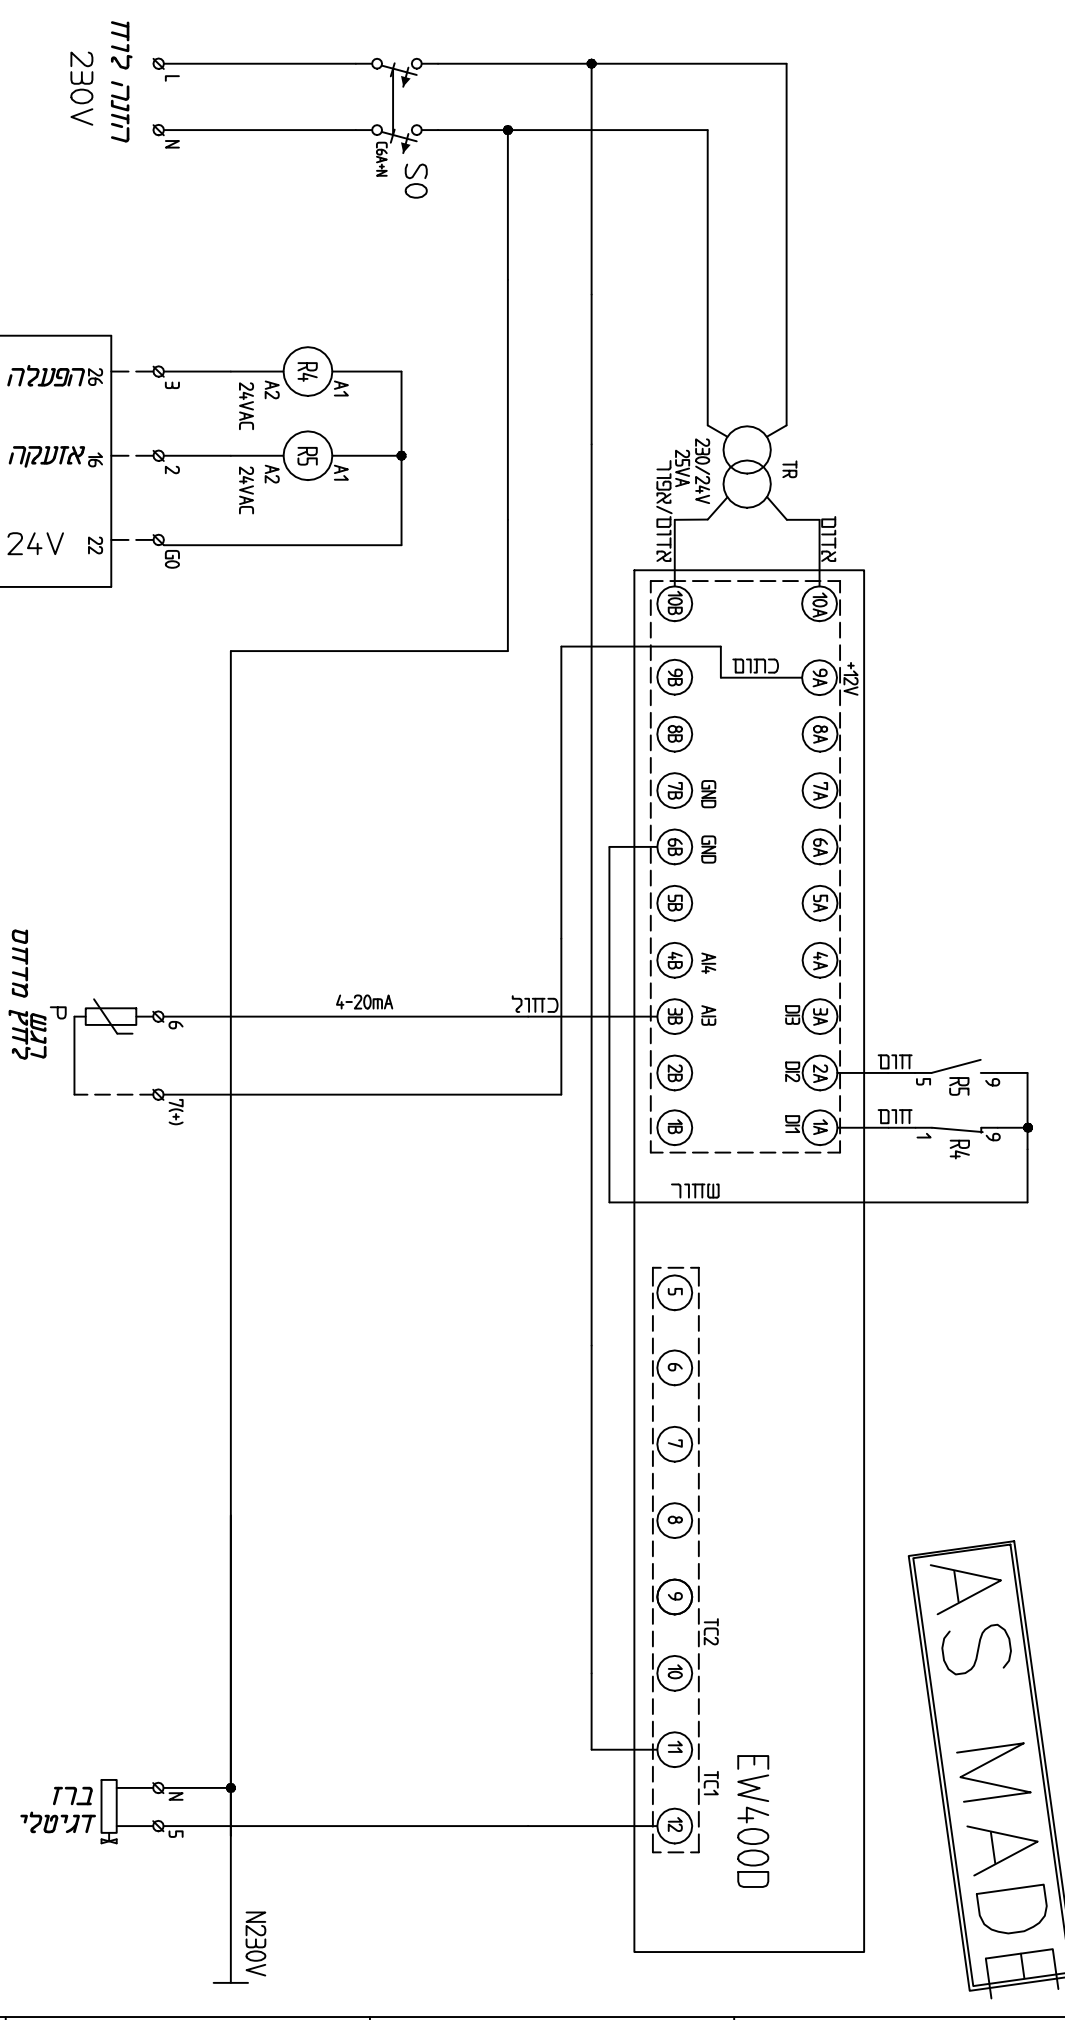 הזנה לוח
230V
L
N
C6A+N
S0
TR
230/24V
25VA
אדום/אפור
אדום
הפעלה
26
3
R4
A1
A2
24VAC
אזעקה
16
2
R5
A1
A2
24VAC
24V
22
G0
10B
10A
9B
9A
+12V
כתום
8B
8A
7B
GND
7A
6B
GND
6A
5B
5A
4B
AI4
4A
3B
AI3
DI3
3A
2B
DI2
2A
1B
DI1
1A
חום
5
R5
9
חום
1
R4
9
שחור
רגש
לחץ מדחס
P
6
4-20mA
כחול
7(+)
5
6
7
8
9
TC2
10
11
TC1
12
EW400D
ברז
דגיטלי
N
5
N230V
AS MADE